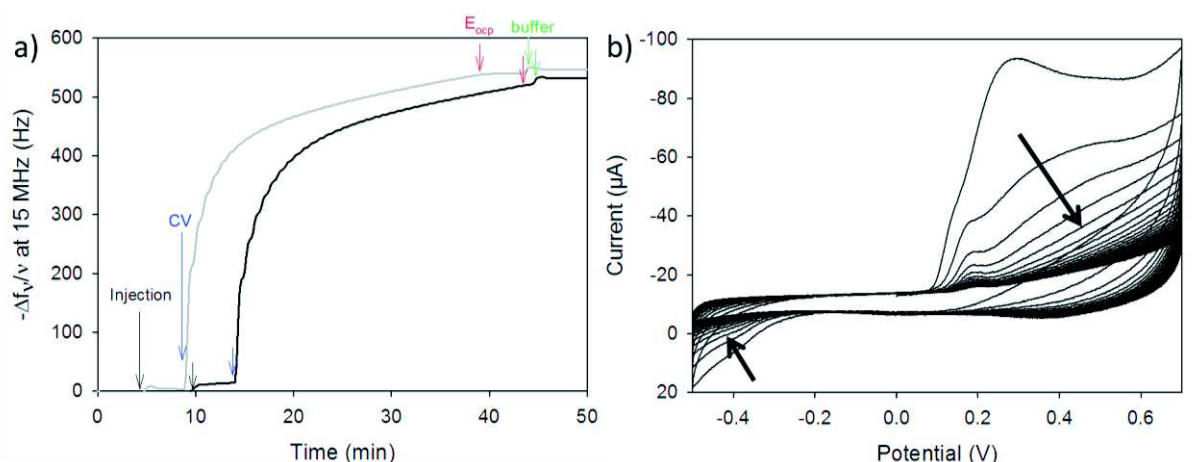 a)
600
500
400
300
200
100
0
-Δfν/ν at 15 MHz (Hz)
Injection
CV
Eocp
buffer
0 10 20 30 40 50
Time (min)
b)
-100
-80
-60
-40
-20
0
20
Current (µA)
-0.4 -0.2 0.0 0.2 0.4 0.6
Potential (V)